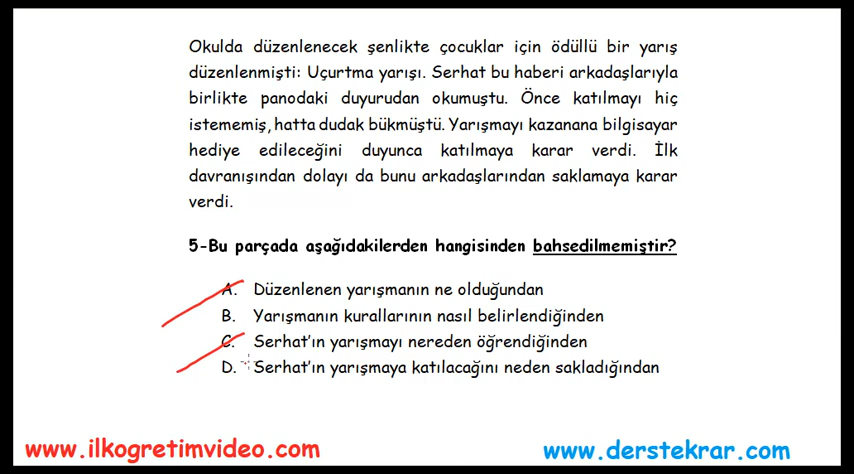 Okulda düzenlenecek şenlikte çocuklar için ödüllü bir yarış
düzenlenmişti: Uçurtma yarışı. Serhat bu haberi arkadaşlarıyla
birlikte panodaki duyurudan okumuştu. Önce katılmayı hiç
istememiş, hatta dudak bükmüştü. Yarışmayı kazanana bilgisayar
hediye edileceğini duyunca katılmaya karar verdi. İlk
davranışından dolayı da bunu arkadaşlarından saklamaya karar
verdi.
5-Bu parçada aşağıdakilerden hangisinden bahsedilmemiştir?
A. Düzenlenen yarışmanın ne olduğundan
B. Yarışmanın kurallarının nasıl belirlendiğinden
C. Serhat'ın yarışmayı nereden öğrendiğinden
D. Serhat'ın yarışmaya katılacağını neden sakladığından
www.ilkogretimvideo.com
www.derstekrar.com